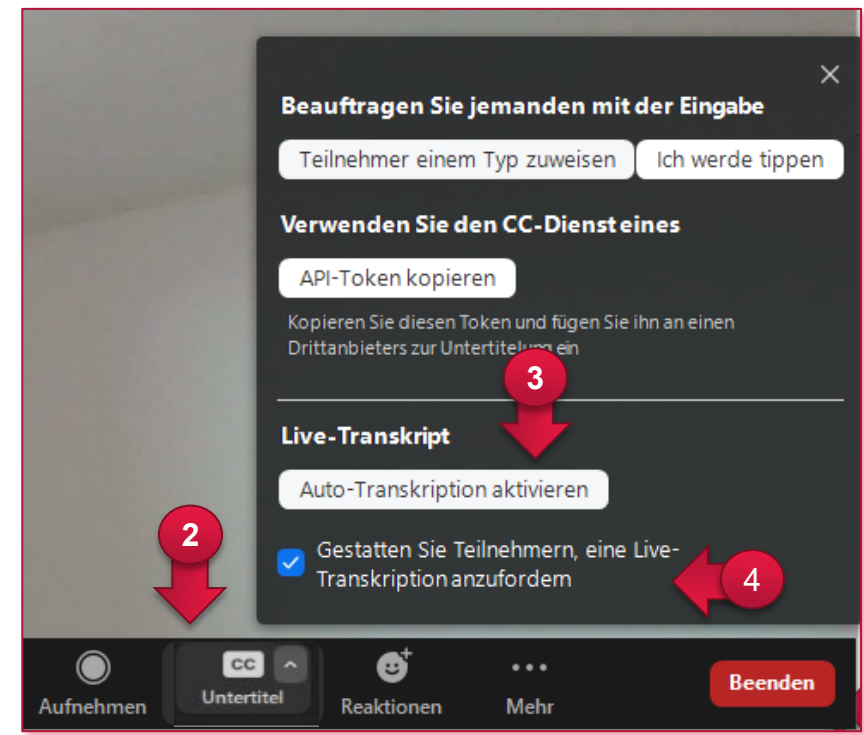 Beauftragen Sie jemanden mit der Eingabe
Teilnehmer einem Typ zuweisen
Ich werde tippen
Verwenden Sie den CC-Dienst eines
API-Token kopieren
Kopieren Sie diesen Token und fügen Sie ihn an einen
Drittanbieters zur Untertitelung ein
3
Live-Transkript
Auto-Transkription aktivieren
2
Gestatten Sie Teilnehmern, eine Live-
Transkription anzufordern
4
CC
Aufnehmen
Untertitel
Reaktionen
Mehr
Beenden